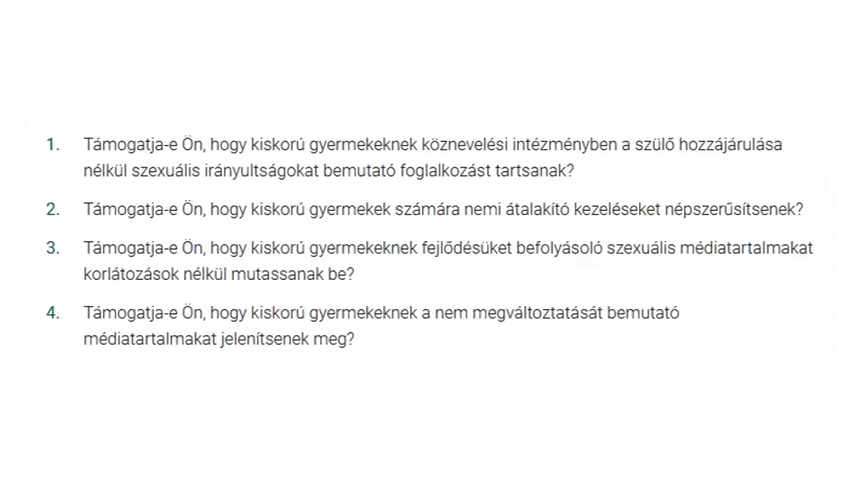 1. Támogatja-e Ön, hogy kiskorú gyermekeknek köznevelési intézményben a szülő hozzájárulása
nélkül szexuális irányultságokat bemutató foglalkozást tartsanak?
2. Támogatja-e Ön, hogy kiskorú gyermekek számára nemi átalakító kezeléseket népszerűsítsenek?
3. Támogatja-e Ön, hogy kiskorú gyermekeknek fejlődésüket befolyásoló szexuális médiatartalmakat
korlátozások nélkül mutassanak be?
4. Támogatja-e Ön, hogy kiskorú gyermekeknek a nem megváltoztatását bemutató
médiatartalmakat jelenítsenek meg?